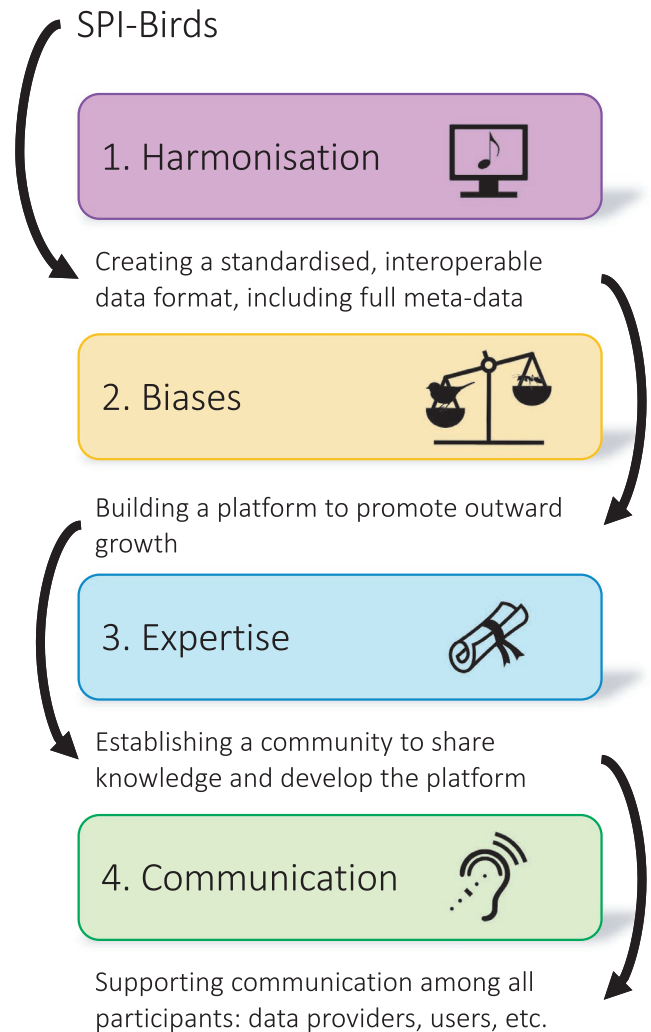 SPI-Birds
1. Harmonisation
Creating a standardised, interoperable
data format, including full meta-data
2. Biases
Building a platform to promote outward
growth
3. Expertise
Establishing a community to share
knowledge and develop the platform
4. Communication
Supporting communication among all
participants: data providers, users, etc.